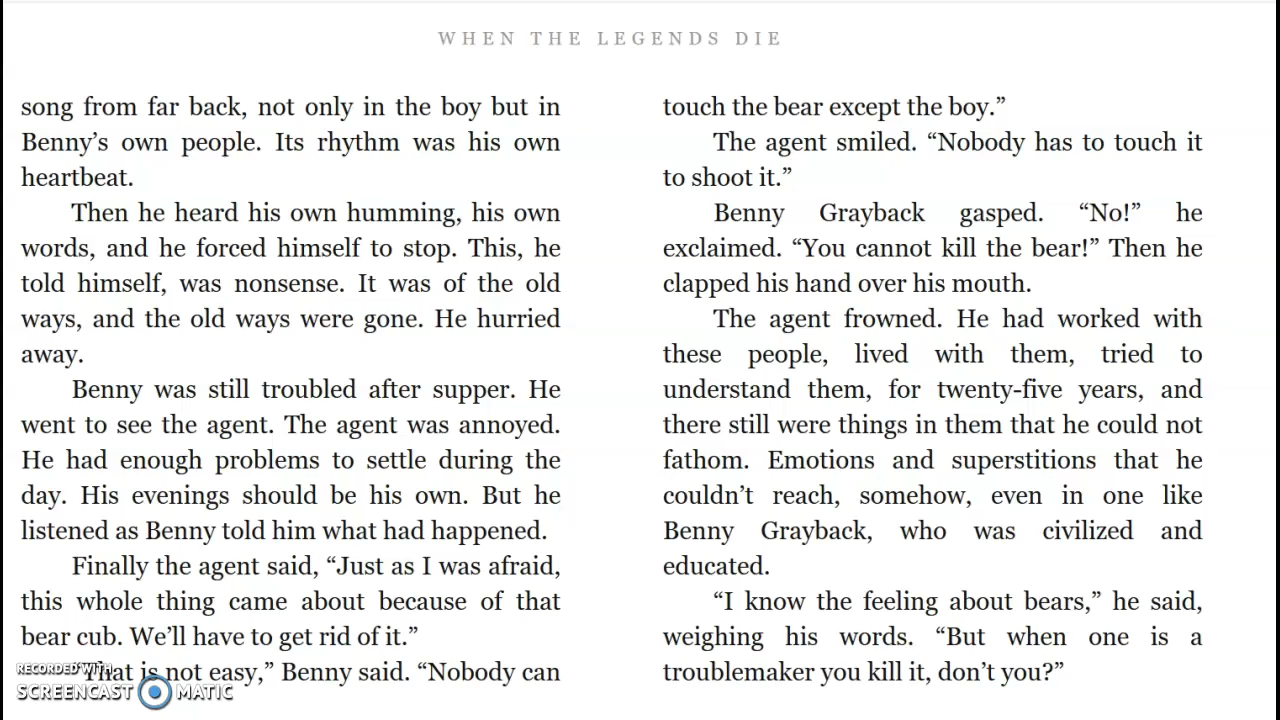 WHEN THE LEGENDS DIE
song from far back, not only in the boy but in
Benny’s own people. Its rhythm was his own
heartbeat.
Then he heard his own humming, his own
words, and he forced himself to stop. This, he
told himself, was nonsense. It was of the old
ways, and the old ways were gone. He hurried
away.
Benny was still troubled after supper. He
went to see the agent. The agent was annoyed.
He had enough problems to settle during the
day. His evenings should be his own. But he
listened as Benny told him what had happened.
Finally the agent said, “Just as I was afraid,
this whole thing came about because of that
bear cub. We’ll have to get rid of it.”
“That is not easy,” Benny said. “Nobody can
touch the bear except the boy.”
The agent smiled. “Nobody has to touch it
to shoot it.”
Benny Grayback gasped. “No!” he
exclaimed. “You cannot kill the bear!” Then he
clapped his hand over his mouth.
The agent frowned. He had worked with
these people, lived with them, tried to
understand them, for twenty-five years, and
there still were things in them that he could not
fathom. Emotions and superstitions that he
couldn’t reach, somehow, even in one like
Benny Grayback, who was civilized and
educated.
“I know the feeling about bears,” he said,
weighing his words. “But when one is a
troublemaker you kill it, don’t you?”
RECORDED WITH
SCREENCAST MATIC